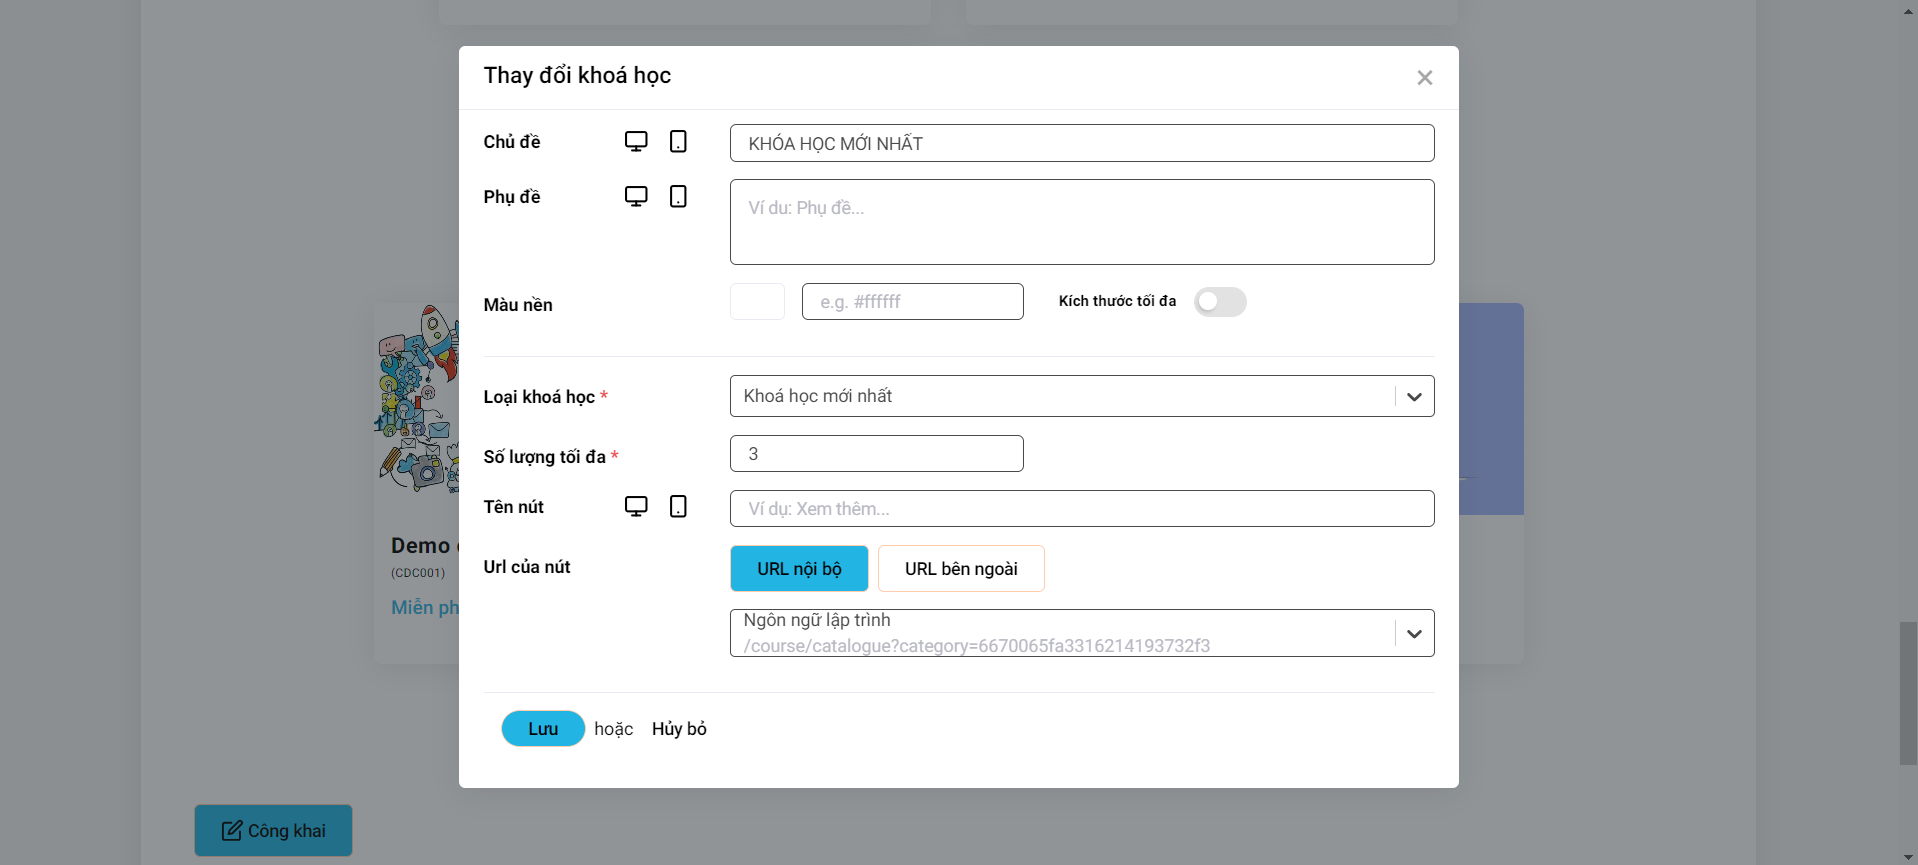 Thay đổi khoá học
Chủ đề
KHÓA HỌC MỚI NHẤT
Phụ đề
Ví du: Phụ đề...
Màu nền
e.g. #ffffff
Kích thước tối đa
Loại khoá học *
Khoá học mới nhất
Số lượng tối đa *
3
Tên nút
Ví dụ: Xem thêm...
Url của nút
URL nội bộ
URL bên ngoài
Ngôn ngữ lập trình
/course/catalogue?category=6670065fa3316214193732f3
Lưu hoặc Hủy bỏ
Demo
(CDC001)
Miễn ph
Công khai